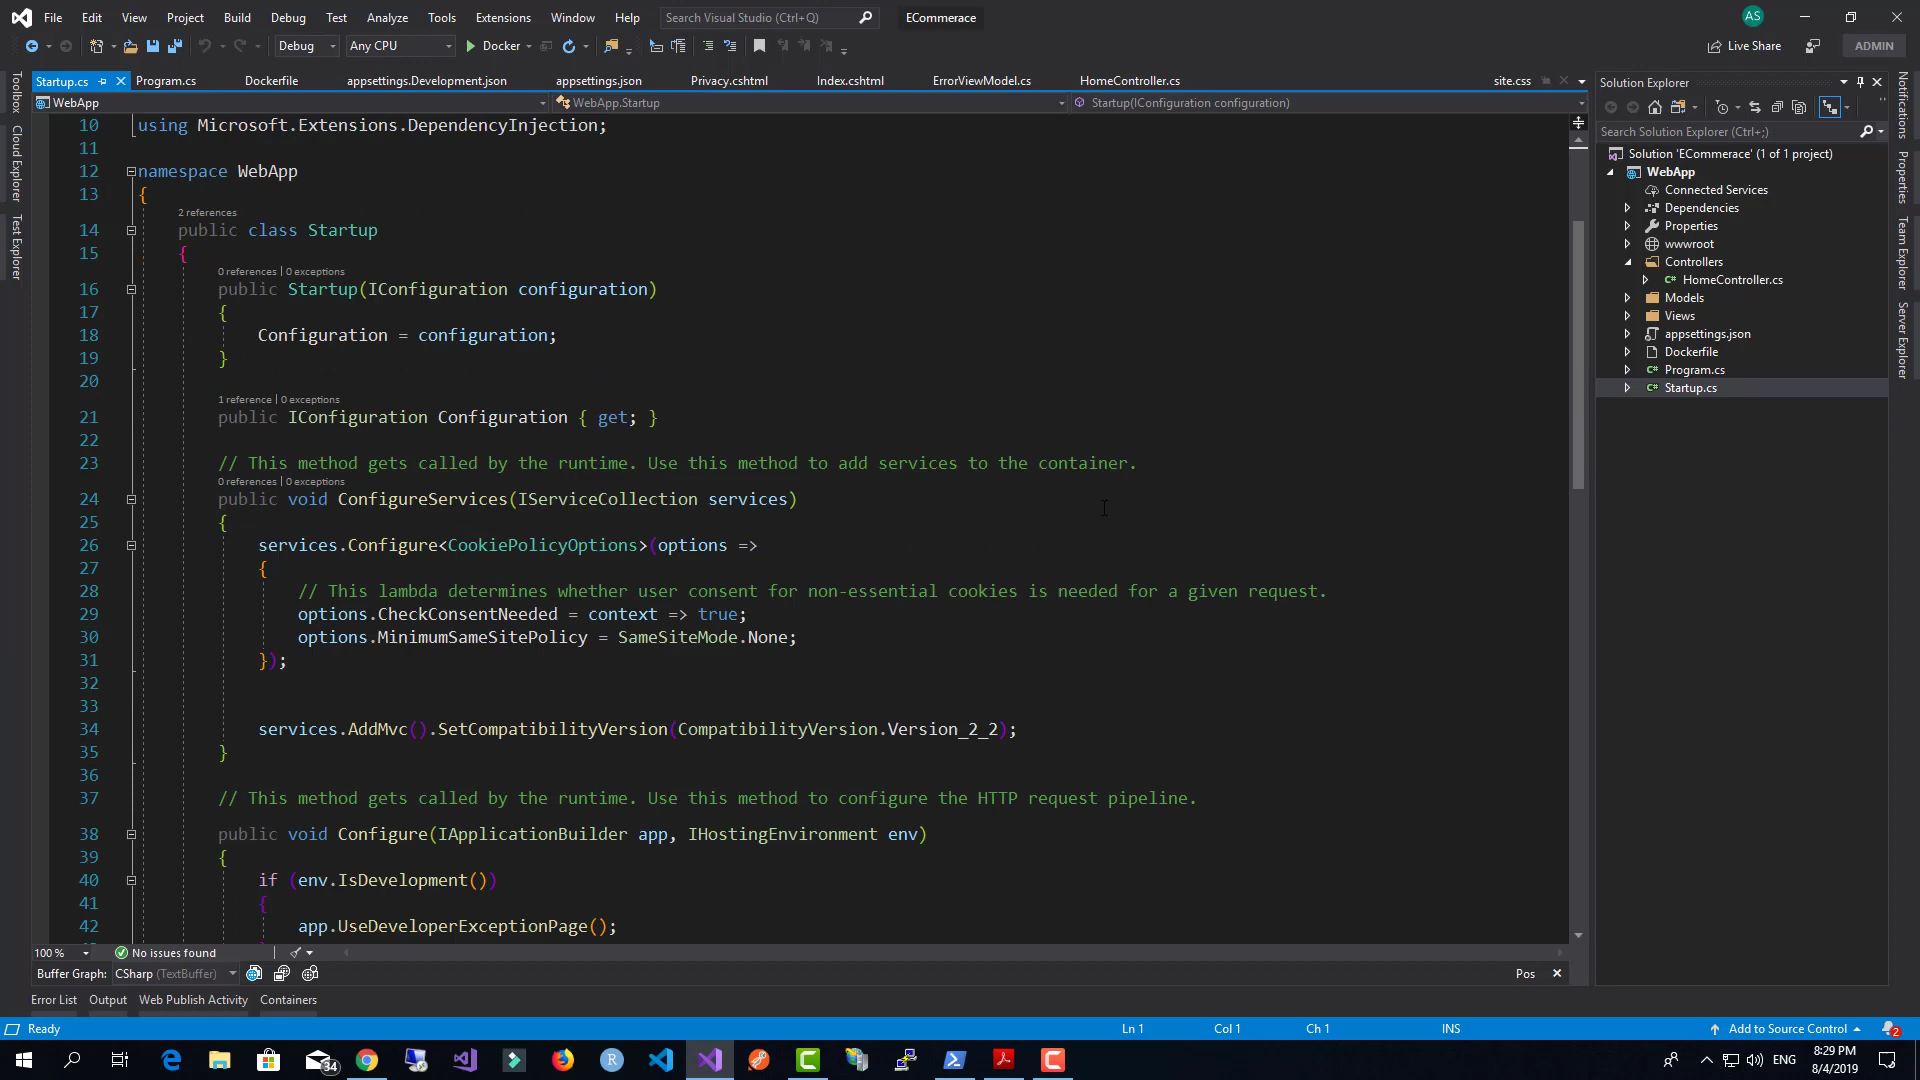 File Edit View Project Build Debug Test Analyze Tools Extensions Window Help Search Visual Studio (Ctrl+Q) ECommerace AS
Debug Any CPU Docker Live Share ADMIN
Startup.cs Program.cs Dockerfile appsettings.Development.json appsettings.json Privacy.cshtml Index.cshtml ErrorViewModel.cs HomeController.cs site.css
WebApp WebApp.Startup Startup(IConfiguration configuration)
10 using Microsoft.Extensions.DependencyInjection;
11
12 namespace WebApp
13 {
2 references
14 public class Startup
15 {
0 references | 0 exceptions
16 public Startup(IConfiguration configuration)
17 {
18 Configuration = configuration;
19 }
20
1 reference | 0 exceptions
21 public IConfiguration Configuration { get; }
22
23 // This method gets called by the runtime. Use this method to add services to the container.
0 references | 0 exceptions
24 public void ConfigureServices(IServiceCollection services)
25 {
26 services.Configure<CookiePolicyOptions>(options =>
27 {
28 // This lambda determines whether user consent for non-essential cookies is needed for a given request.
29 options.CheckConsentNeeded = context => true;
30 options.MinimumSameSitePolicy = SameSiteMode.None;
31 });
32
33
34 services.AddMvc().SetCompatibilityVersion(CompatibilityVersion.Version_2_2);
35 }
36
37 // This method gets called by the runtime. Use this method to configure the HTTP request pipeline.
38 public void Configure(IApplicationBuilder app, IHostingEnvironment env)
39 {
40 if (env.IsDevelopment())
41 {
42 app.UseDeveloperExceptionPage();
100 % No issues found
Buffer Graph: CSharp (TextBuffer) Pos
Error List Output Web Publish Activity Containers
Toolbox
Cloud Explorer
Test Explorer
Solution Explorer
Search Solution Explorer (Ctrl+;)
Solution 'ECommerace' (1 of 1 project)
WebApp
Connected Services
Dependencies
Properties
wwwroot
Controllers
C# HomeController.cs
Models
Views
appsettings.json
Dockerfile
C# Program.cs
C# Startup.cs
Notifications
Properties
Team Explorer
Server Explorer
Ready Ln 1 Col 1 Ch 1 INS Add to Source Control 2
34 R ENG 8:29 PM
8/4/2019